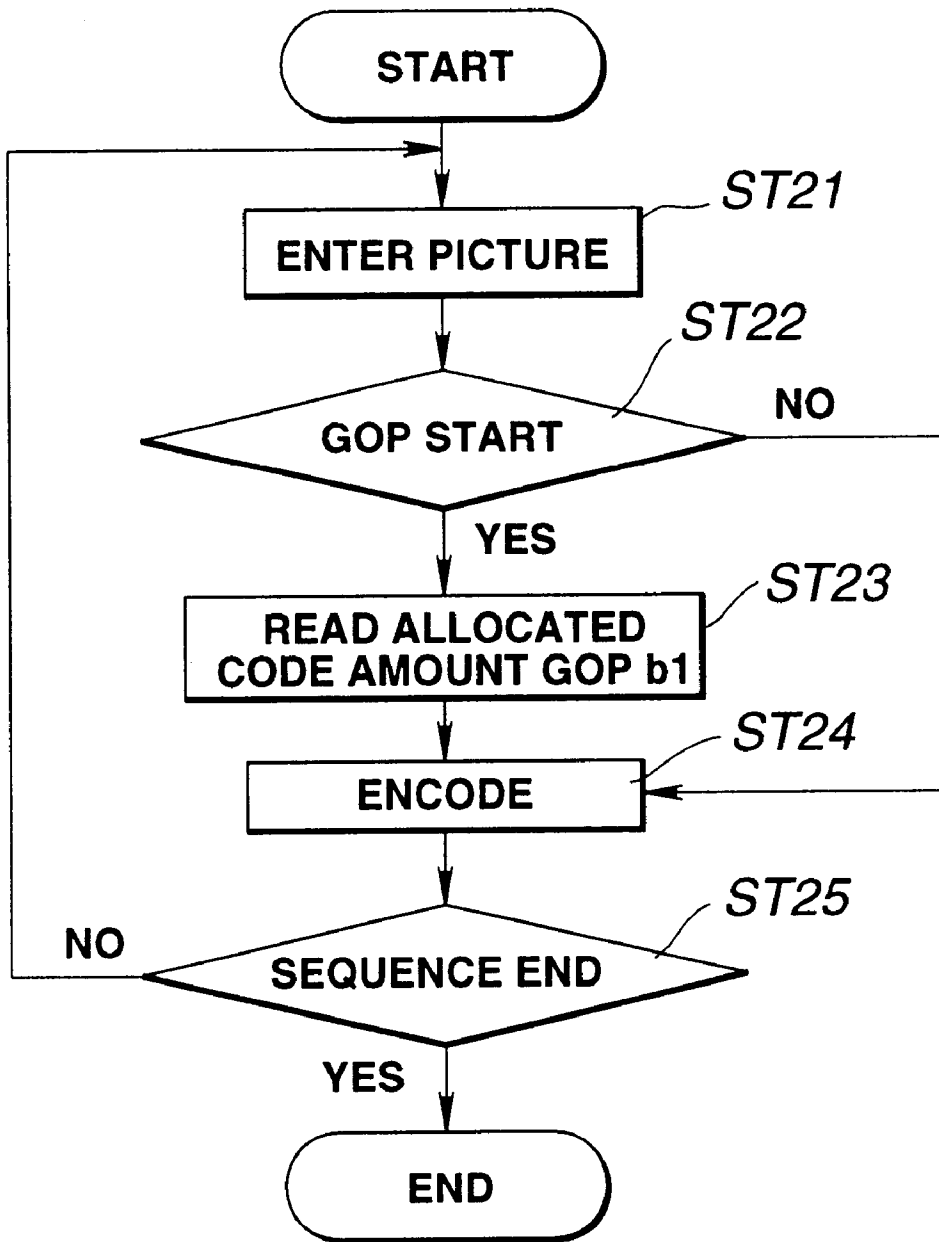 START
ST21
ENTER PICTURE
ST22
GOP START
NO
YES
ST23
READ ALLOCATED
CODE AMOUNT GOP b1
ST24
ENCODE
ST25
NO
SEQUENCE END
YES
END